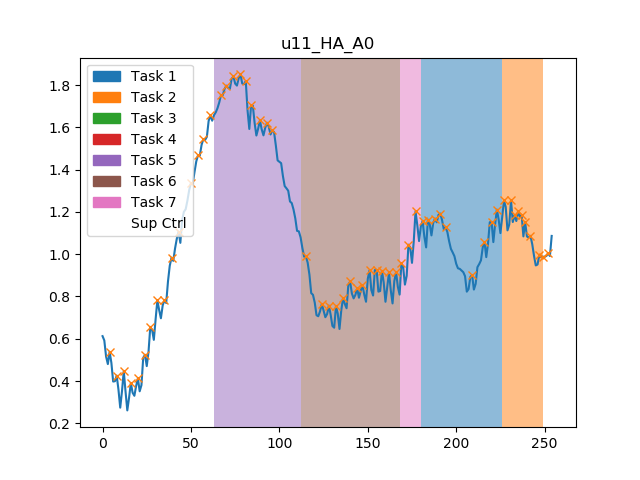 u11_HA_A0
Task 1
Task 2
Task 3
Task 4
Task 5
Task 6
Task 7
Sup Ctrl
1.8
1.6
1.4
1.2
1.0
0.8
0.6
0.4
0.2
0 50 100 150 200 250